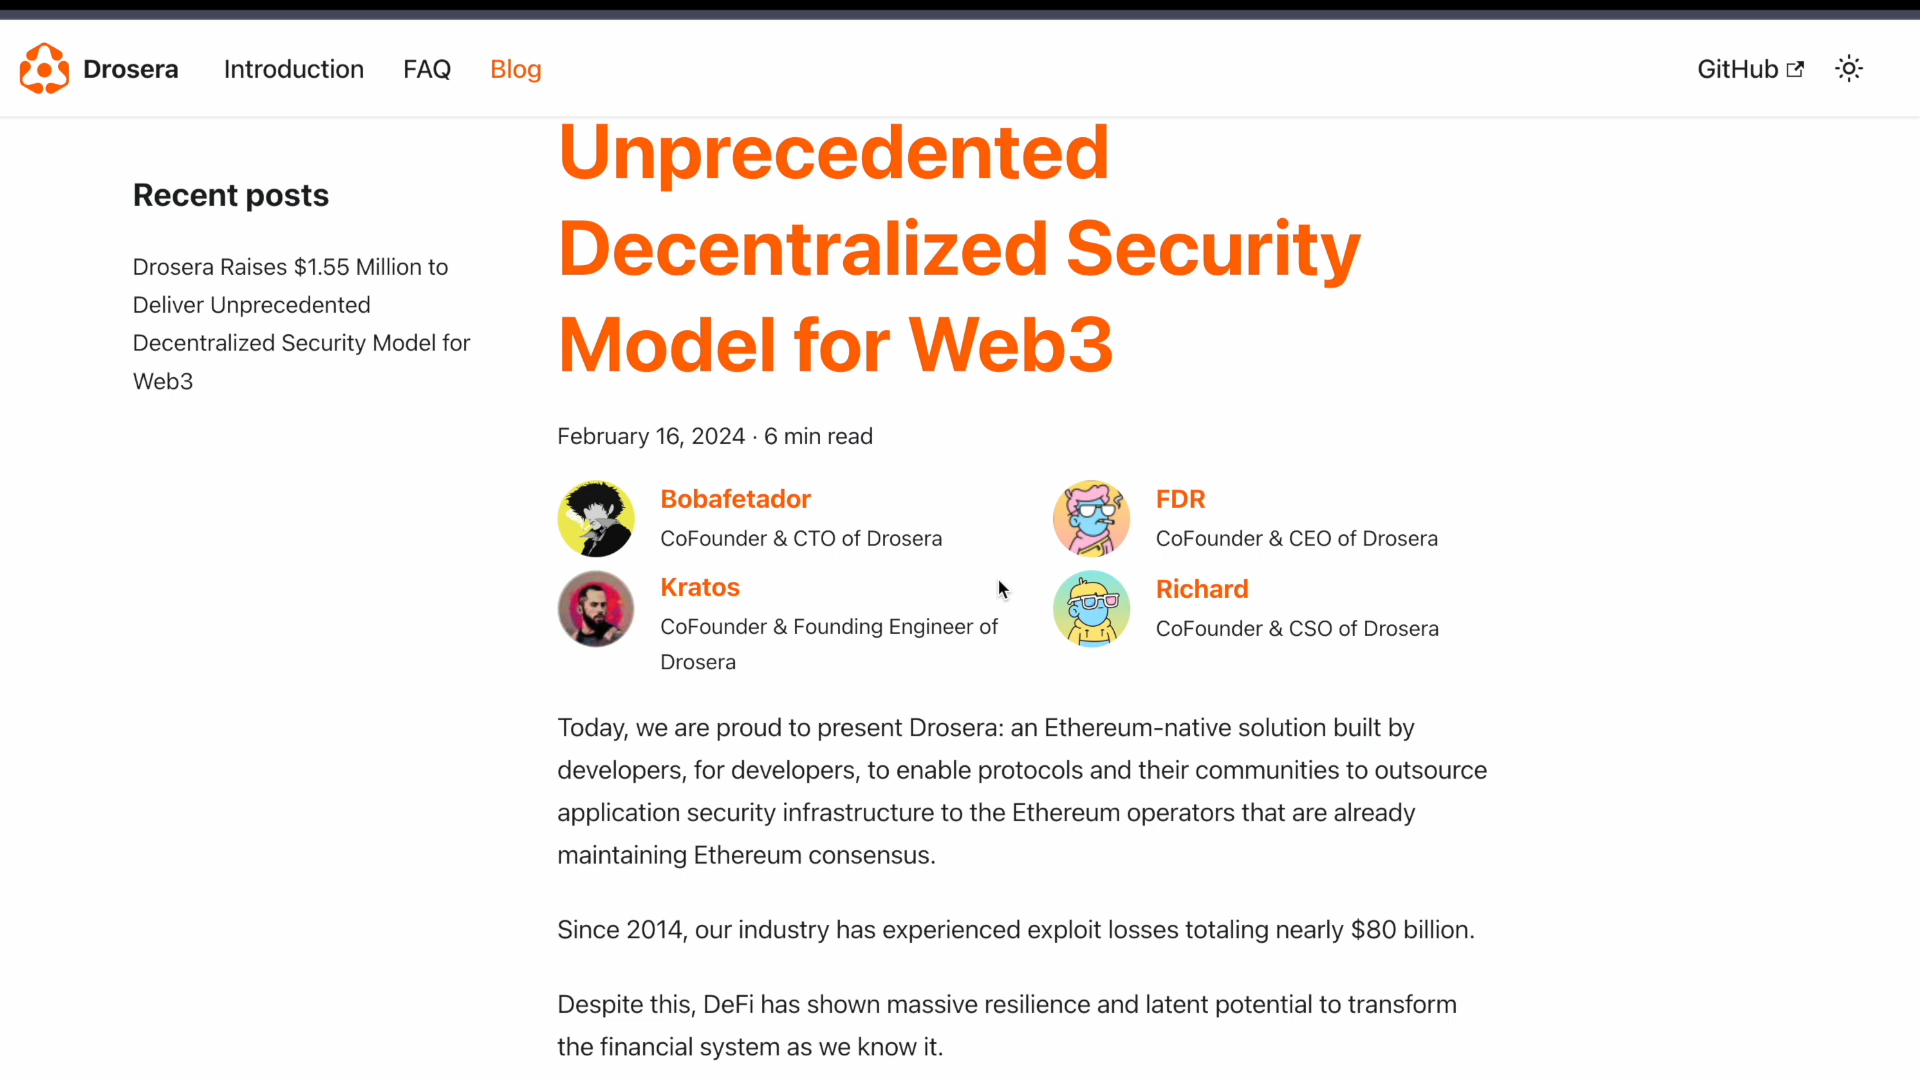 Drosera
Introduction
FAQ
Blog
GitHub
Recent posts
Drosera Raises $1.55 Million to
Deliver Unprecedented
Decentralized Security Model for
Web3
Unprecedented
Decentralized Security
Model for Web3
February 16, 2024 · 6 min read
Bobafetador
CoFounder & CTO of Drosera
FDR
CoFounder & CEO of Drosera
Kratos
CoFounder & Founding Engineer of
Drosera
Richard
CoFounder & CSO of Drosera
Today, we are proud to present Drosera: an Ethereum-native solution built by
developers, for developers, to enable protocols and their communities to outsource
application security infrastructure to the Ethereum operators that are already
maintaining Ethereum consensus.
Since 2014, our industry has experienced exploit losses totaling nearly $80 billion.
Despite this, DeFi has shown massive resilience and latent potential to transform
the financial system as we know it.